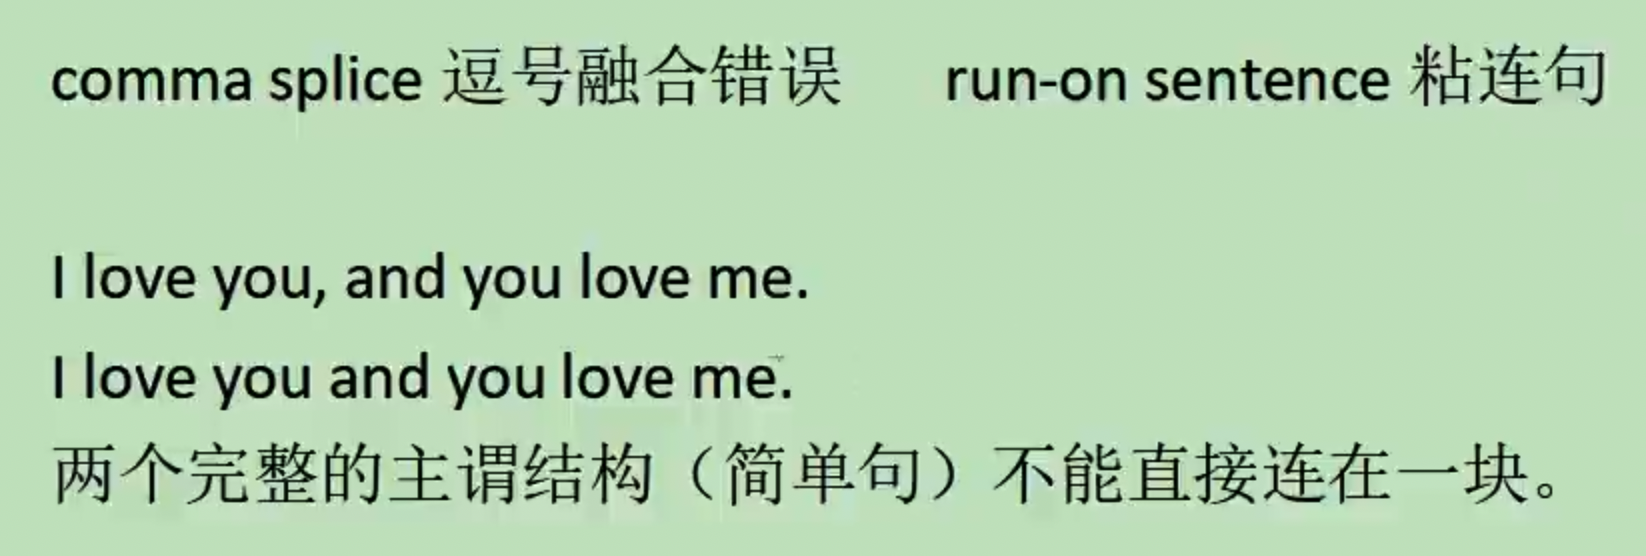 comma splice 逗号融合错误 run-on sentence 粘连句
I love you, and you love me.
I love you and you love me.
两个完整的主谓结构（简单句）不能直接连在一块。